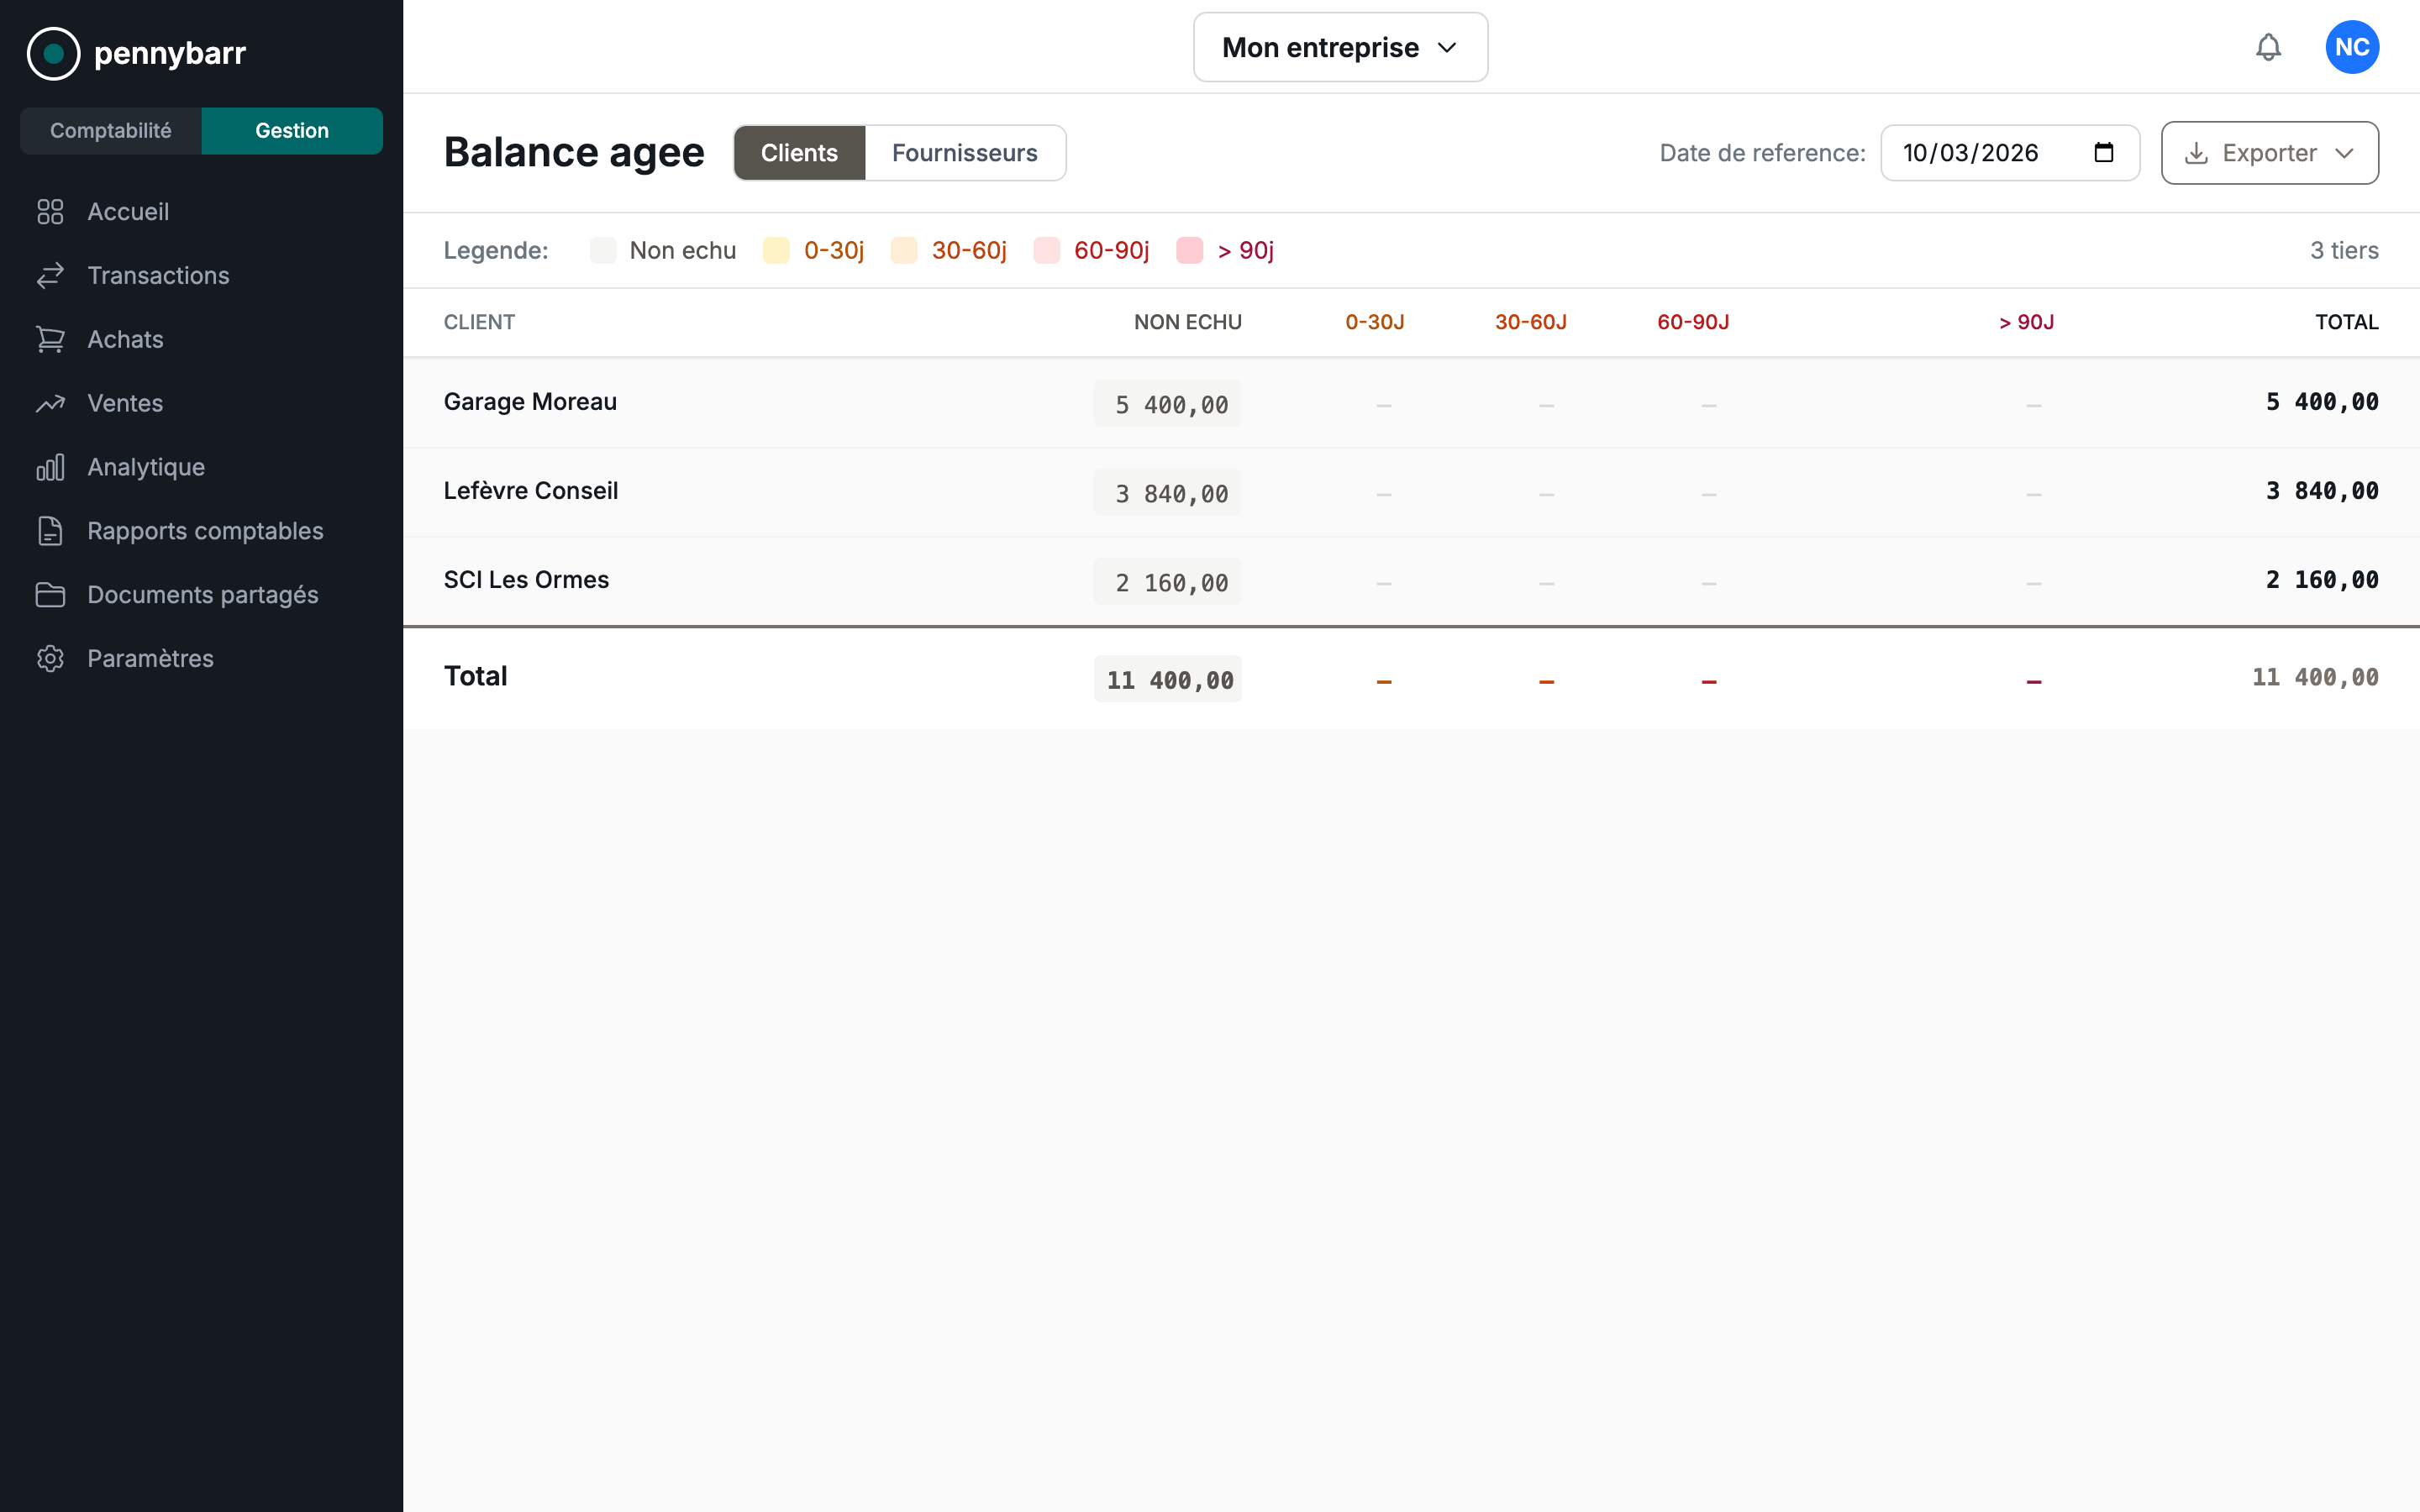 pennybarr
Mon entreprise
NC
Comptabilité Gestion
Accueil
Transactions
Achats
Ventes
Analytique
Rapports comptables
Documents partagés
Paramètres
Balance agee Clients Fournisseurs Date de reference: 10/03/2026 Exporter
Legende: Non echu 0-30j 30-60j 60-90j > 90j 3 tiers
CLIENT NON ECHU 0-30J 30-60J 60-90J > 90J TOTAL
Garage Moreau 5 400,00 – – – – 5 400,00
Lefèvre Conseil 3 840,00 – – – – 3 840,00
SCI Les Ormes 2 160,00 – – – – 2 160,00
Total 11 400,00 – – – – 11 400,00